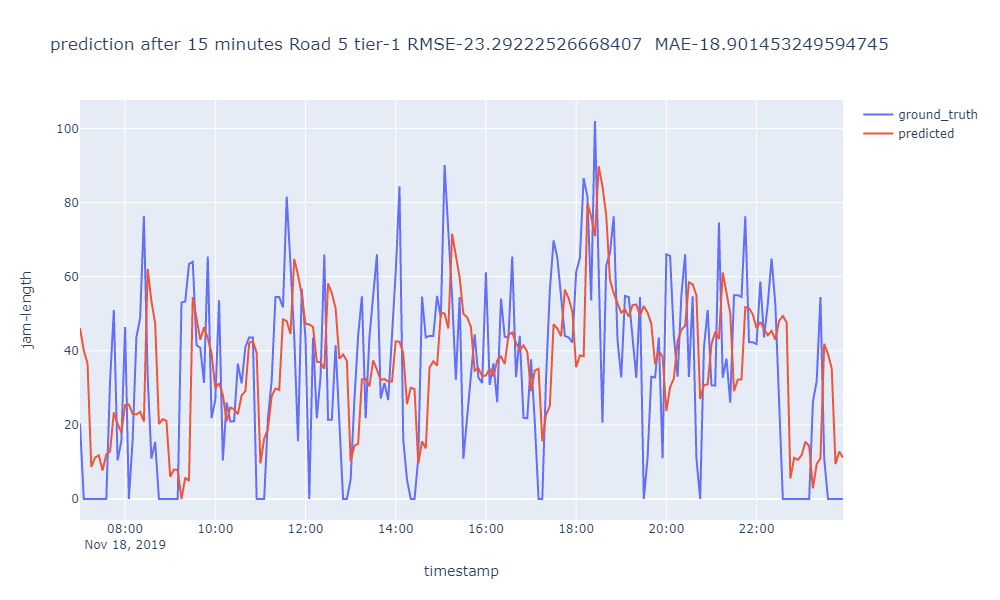 prediction after 15 minutes Road 5 tier-1 RMSE-23.29222526668407  MAE-18.901453249594745
ground_truth
predicted
100
80
60
40
20
0
jam-length
08:00 10:00 12:00 14:00 16:00 18:00 20:00 22:00
Nov 18, 2019
timestamp